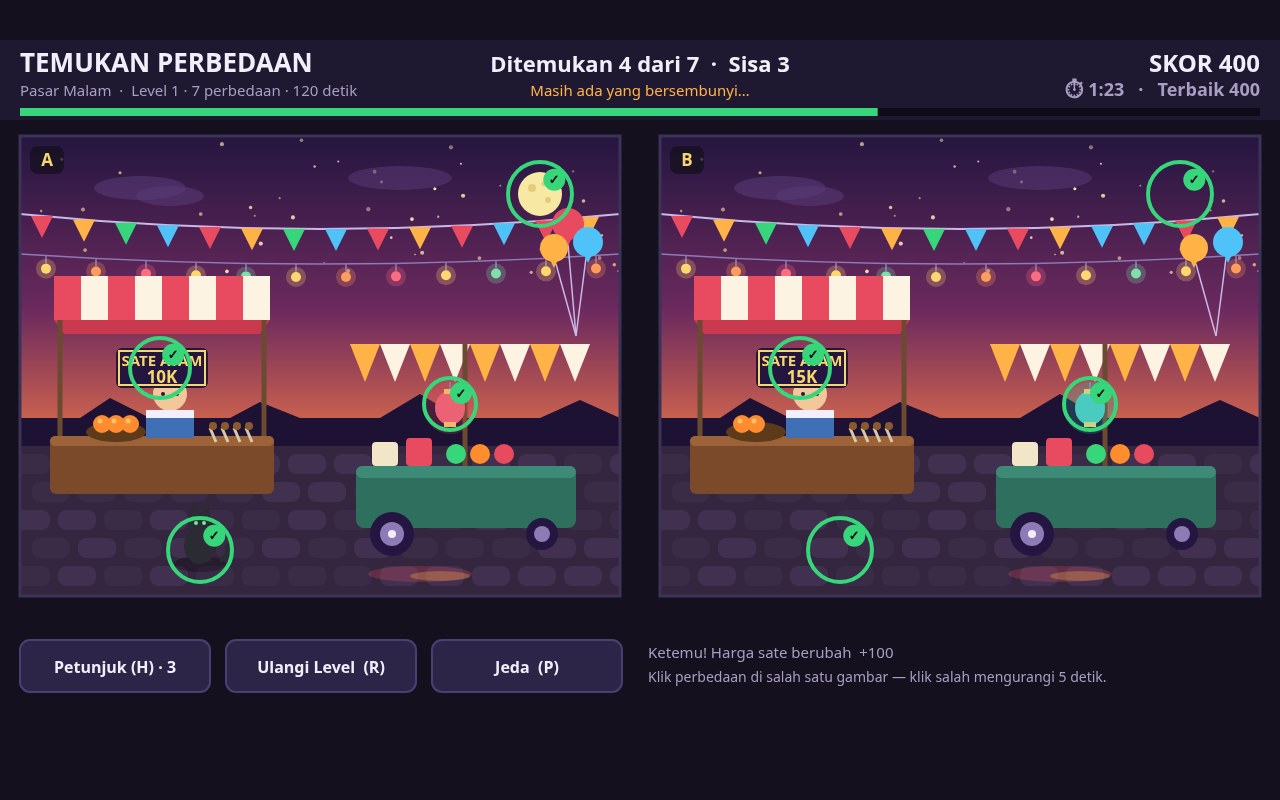 TEMUKAN PERBEDAAN
Pasar Malam · Level 1 · 7 perbedaan · 120 detik
Ditemukan 4 dari 7 · Sisa 3
Masih ada yang bersembunyi...
SKOR 400
1:23 · Terbaik 400
A
SATE AYAM
10K
B
SATE AYAM
15K
Petunjuk (H) · 3
Ulangi Level (R)
Jeda (P)
Ketemu! Harga sate berubah +100
Klik perbedaan di salah satu gambar — klik salah mengurangi 5 detik.